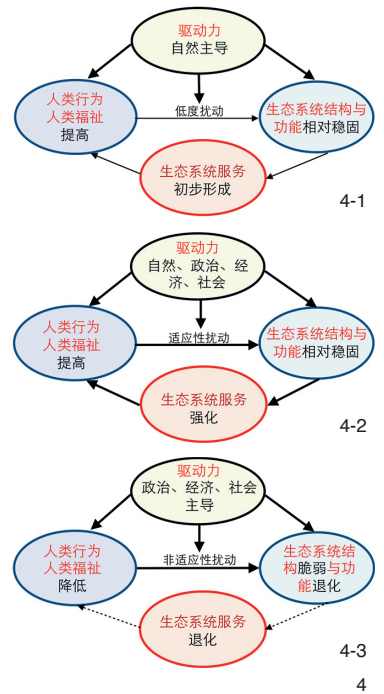 驱动力
自然主导
人类行为
人类福祉
提高
低度扰动
生态系统结构与
功能相对稳固
生态系统服务
初步形成
4-1
驱动力
自然、政治、经
济、社会
人类行为
人类福祉
提高
适应性扰动
生态系统结构与
功能相对稳固
生态系统服务
强化
4-2
驱动力
政治、经济、社会
主导
人类行为
人类福祉
降低
非适应性扰动
生态系统结
构脆弱与功
能退化
生态系统服务
退化
4-3
4